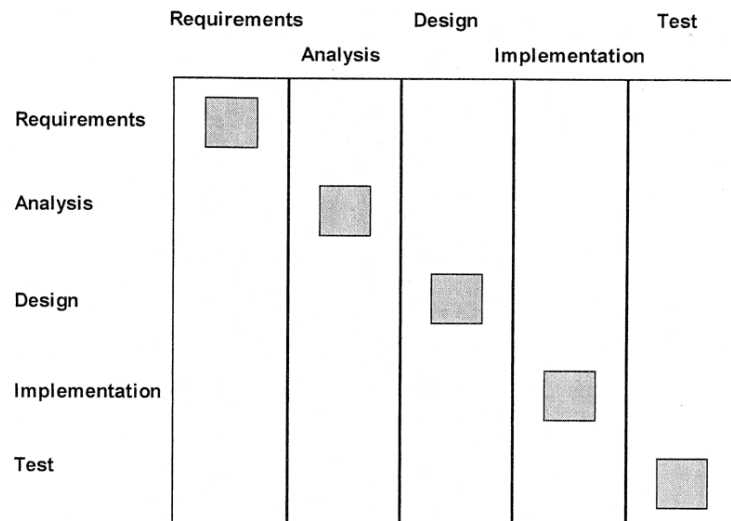 Requirements Design Test
Analysis Implementation
Requirements
Analysis
Design
Implementation
Test